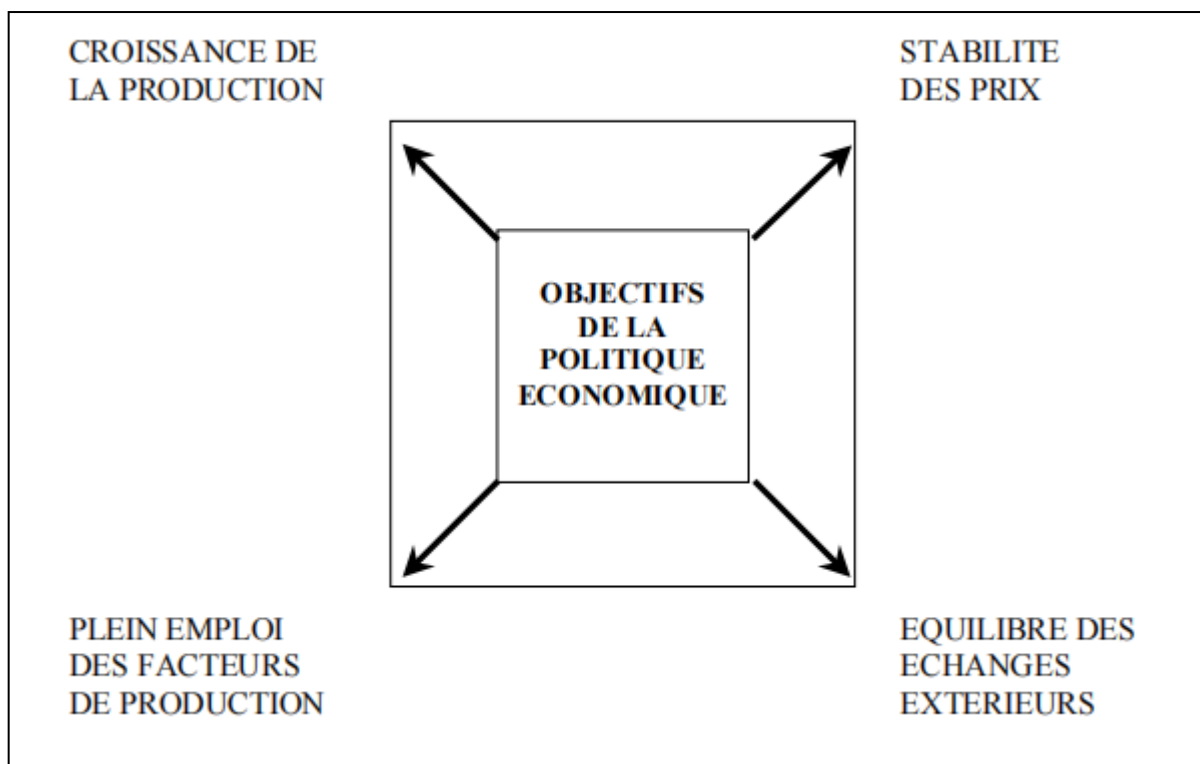 CROISSANCE DE
LA PRODUCTION
STABILITE
DES PRIX
OBJECTIFS
DE LA
POLITIQUE
ECONOMIQUE
PLEIN EMPLOI
DES FACTEURS
DE PRODUCTION
EQUILIBRE DES
ECHANGES
EXTERIEURS